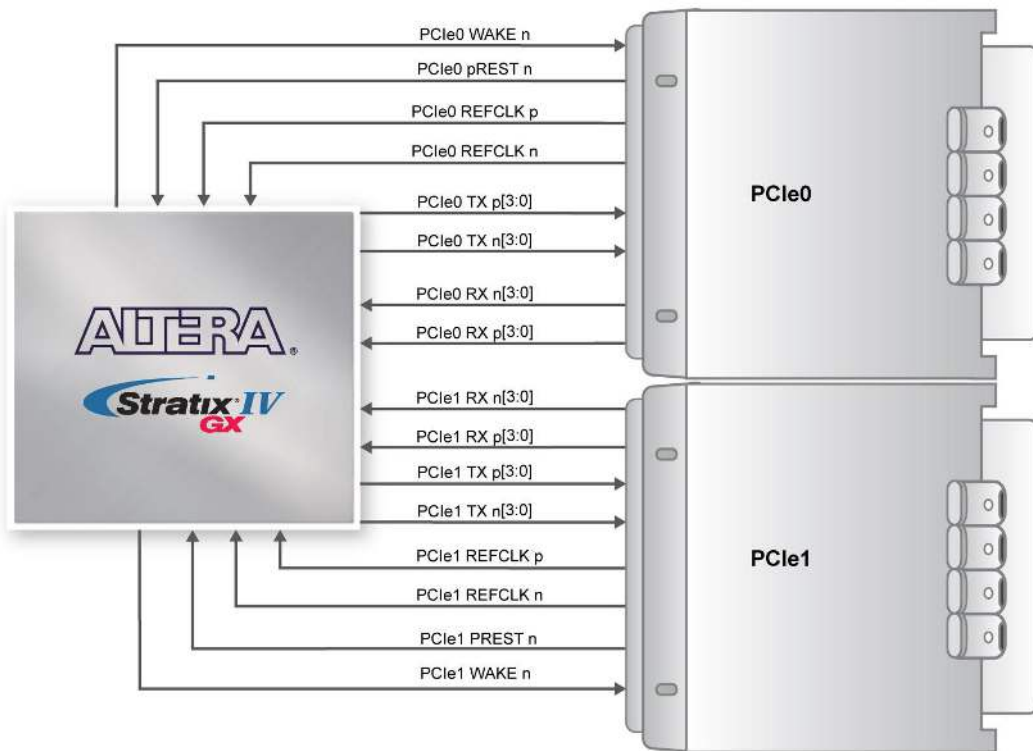 PCIe0 WAKE n
PCIe0 pREST n
PCIe0 REFCLK p
PCIe0 REFCLK n
PCIe0 TX p[3:0]
PCIe0 TX n[3:0]
PCIe0 RX n[3:0]
PCIe0 RX p[3:0]
PCIe0
ALTERA®
Stratix® IV
GX
PCIe1 RX n[3:0]
PCIe1 RX p[3:0]
PCIe1 TX p[3:0]
PCIe1 TX n[3:0]
PCIe1 REFCLK p
PCIe1 REFCLK n
PCIe1 PREST n
PCIe1 WAKE n
PCIe1